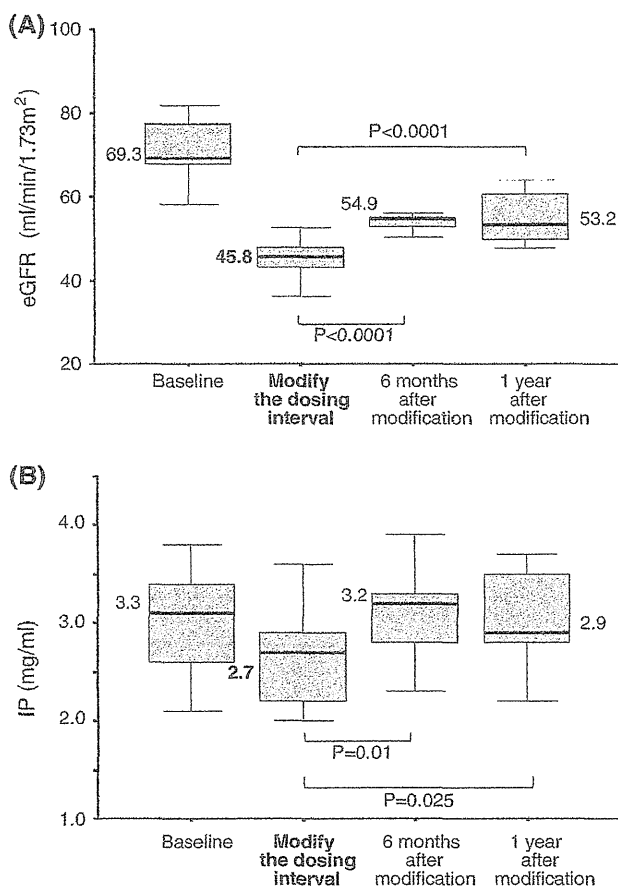 (A)
100
80
60
40
20
eGFR (ml/min/1.73m²)
69.3
45.8
54.9
53.2
P<0.0001
P<0.0001
Baseline
Modify
the dosing
interval
6 months
after
modification
1 year
after
modification
(B)
4.0
3.0
2.0
1.0
IP (mg/ml)
3.3
2.7
3.2
2.9
P=0.01
P=0.025
Baseline
Modify
the dosing
interval
6 months
after
modification
1 year
after
modification